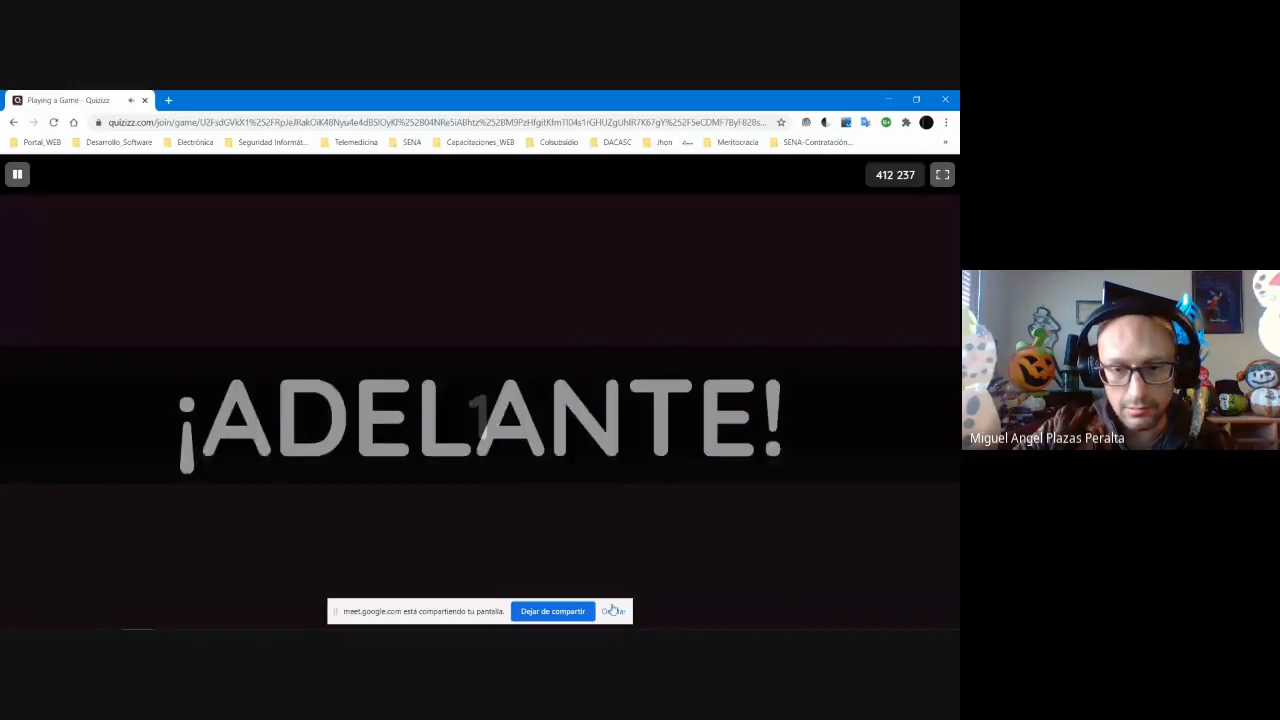 Playing a Game - Quizizz
Portal_WEB Desarrollo_Software Electrónica Seguridad Informát... Telemedicina SENA Capacitaciones_WEB Colsubsidio DACASC Jhon Meritocracia SENA-Contratación... »
412 237
¡ADELANTE!
1
Miguel Angel Plazas Peralta
meet.google.com está compartiendo tu pantalla. Dejar de compartir